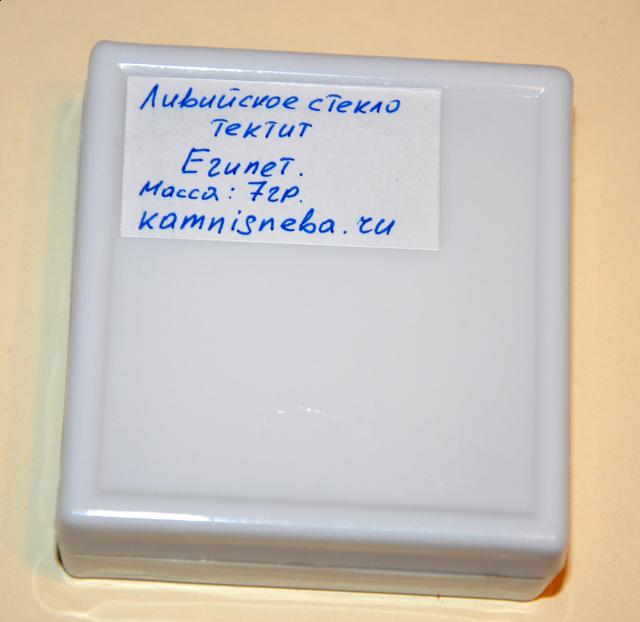 Ливийское стекло
тектит
Египет.
Масса: 7гр.
kamnisneba.ru